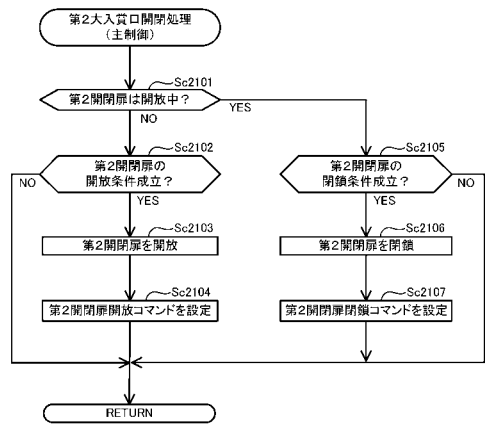 第2大入賞口開閉処理
（主制御）
Sc2101
第2開閉扉は開放中？
YES
NO
Sc2102
第2開閉扉の
開放条件成立？
NO
YES
Sc2103
第2開閉扉を開放
Sc2104
第2開閉扉開放コマンドを設定
Sc2105
第2開閉扉の
閉鎖条件成立？
NO
YES
Sc2106
第2開閉扉を閉鎖
Sc2107
第2開閉扉閉鎖コマンドを設定
RETURN